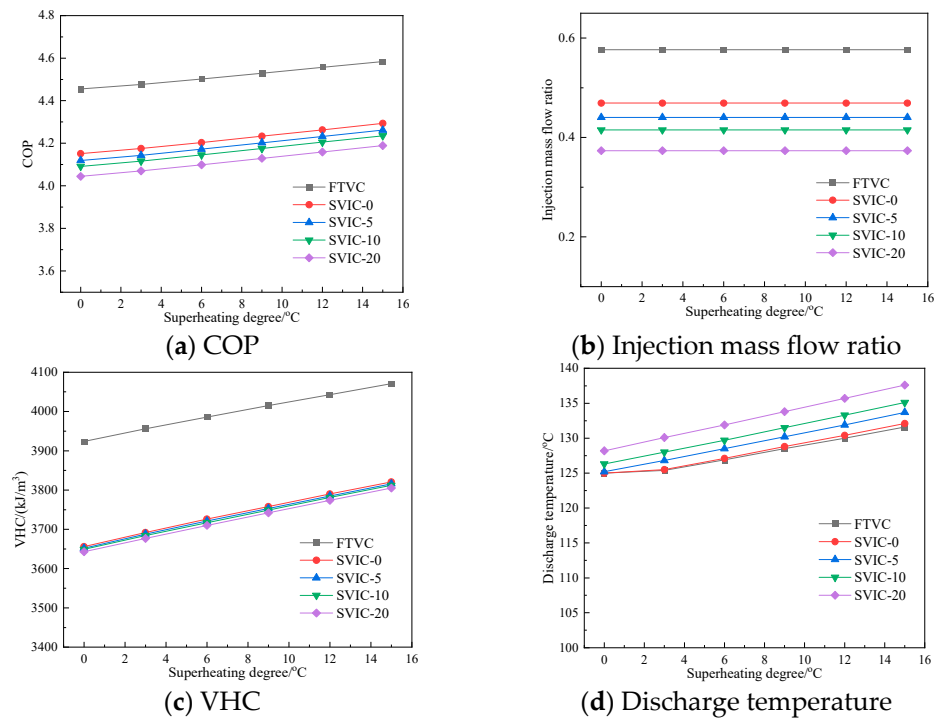 4.8
4.6
4.4
4.2
4.0
3.8
3.6
COP
FTVC
SVIC-0
SVIC-5
SVIC-10
SVIC-20
0 2 4 6 8 10 12 14 16
Superheating degree/°C
(a) COP
0.6
0.4
0.2
Injection mass flow ratio
FTVC
SVIC-0
SVIC-5
SVIC-10
SVIC-20
0 2 4 6 8 10 12 14 16
Superheating degree/°C
(b) Injection mass flow ratio
4100
4000
3900
3800
3700
3600
3500
3400
VHC/(kJ/m³)
FTVC
SVIC-0
SVIC-5
SVIC-10
SVIC-20
0 2 4 6 8 10 12 14 16
Superheating degree/°C
(c) VHC
140
135
130
125
120
115
110
105
100
Discharge temperature/°C
FTVC
SVIC-0
SVIC-5
SVIC-10
SVIC-20
0 2 4 6 8 10 12 14 16
Superheating degree/°C
(d) Discharge temperature